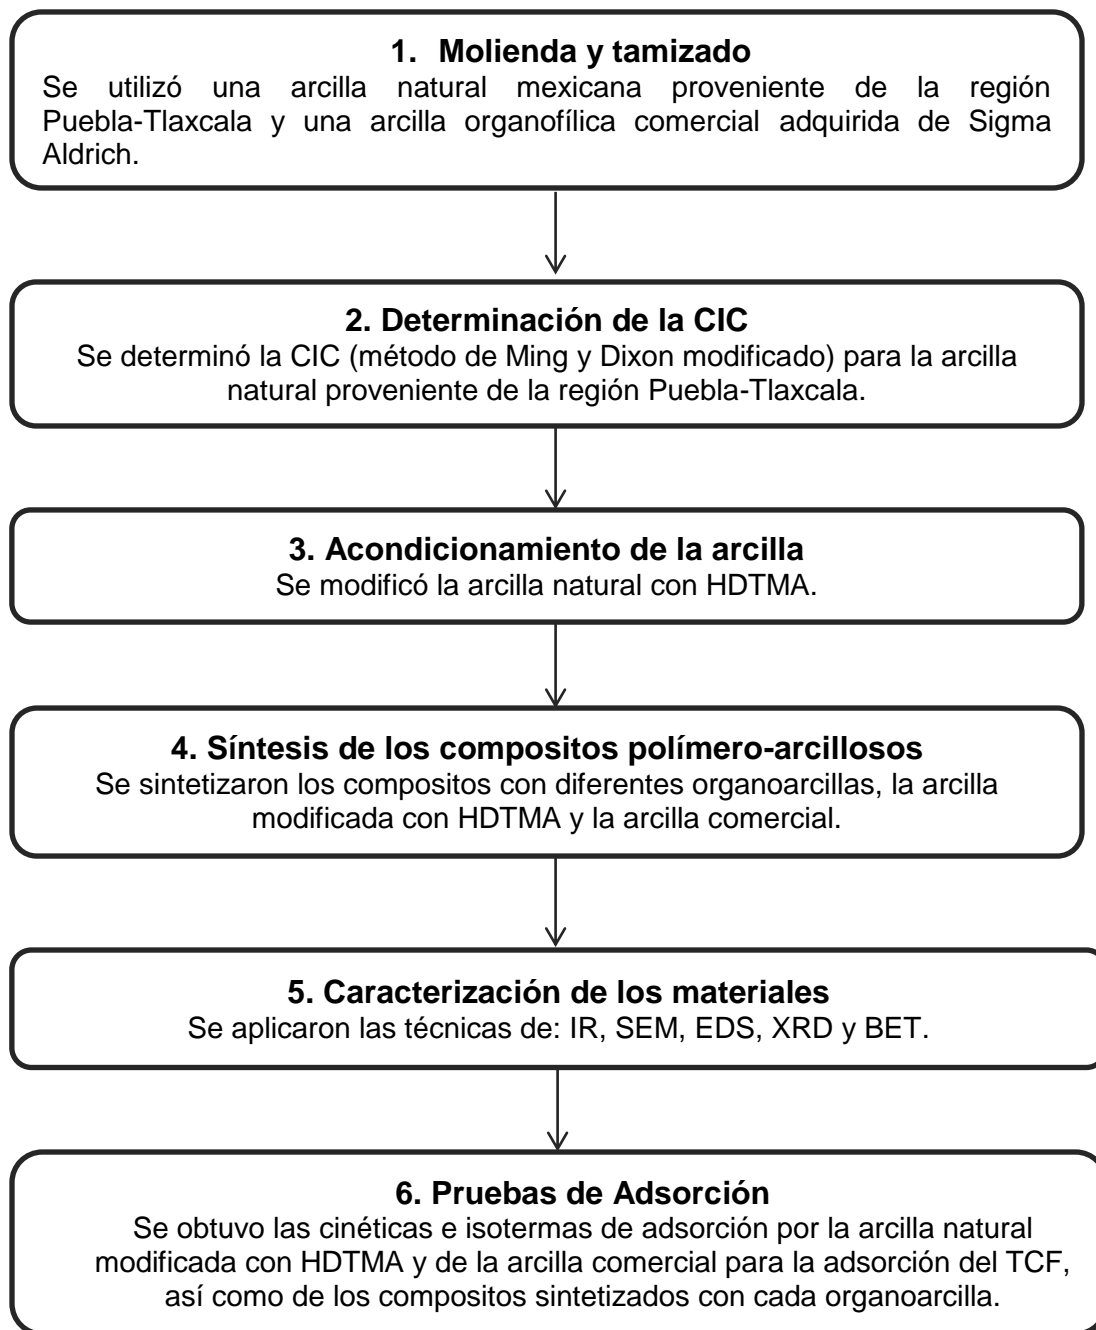 1. Molienda y tamizado
Se utilizó una arcilla natural mexicana proveniente de la región
Puebla-Tlaxcala y una arcilla organofílica comercial adquirida de Sigma
Aldrich.
2. Determinación de la CIC
Se determinó la CIC (método de Ming y Dixon modificado) para la arcilla
natural proveniente de la región Puebla-Tlaxcala.
3. Acondicionamiento de la arcilla
Se modificó la arcilla natural con HDTMA.
4. Síntesis de los compositos polímero-arcillosos
Se sintetizaron los compositos con diferentes organoarcillas, la arcilla
modificada con HDTMA y la arcilla comercial.
5. Caracterización de los materiales
Se aplicaron las técnicas de: IR, SEM, EDS, XRD y BET.
6. Pruebas de Adsorción
Se obtuvo las cinéticas e isotermas de adsorción por la arcilla natural
modificada con HDTMA y de la arcilla comercial para la adsorción del TCF,
así como de los compositos sintetizados con cada organoarcilla.